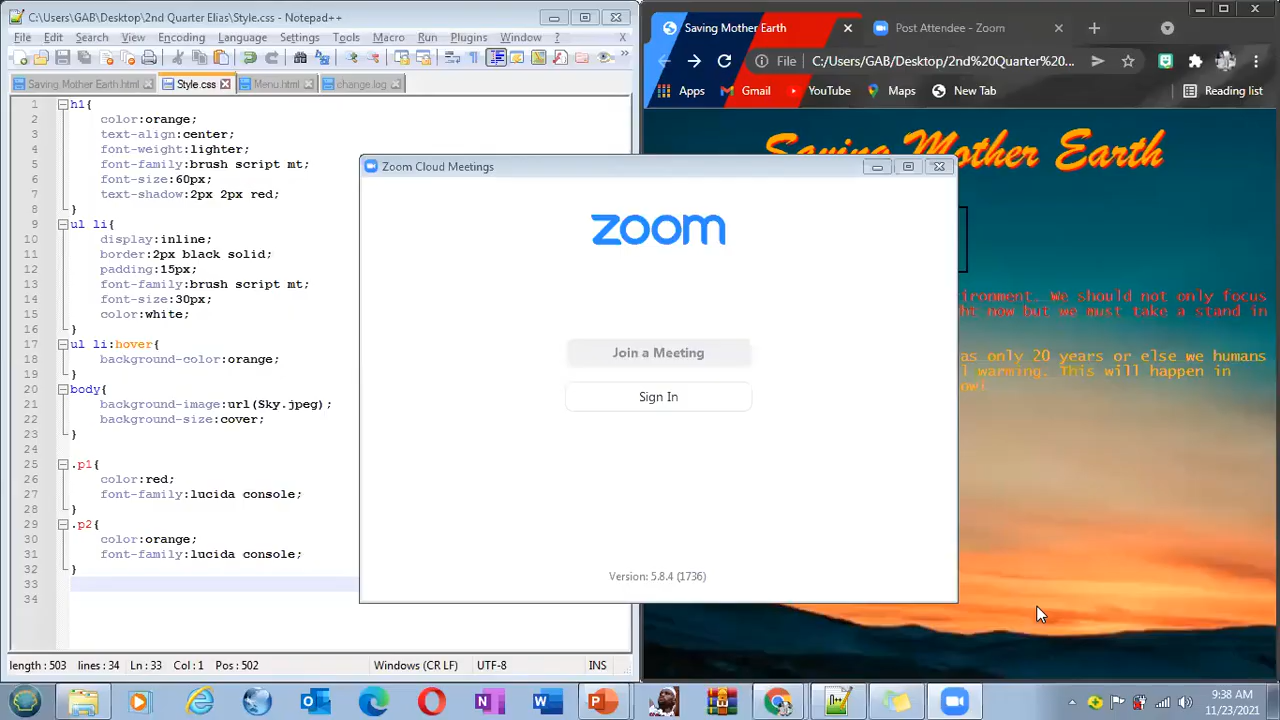 C:\Users\GAB\Desktop\2nd Quarter Elias\Style.css - Notepad++
File Edit Search View Encoding Language Settings Tools Macro Run Plugins Window ?
Saving Mother Earth.html Style.css Menu.html change.log
1 h1{
2 color:orange;
3 text-align:center;
4 font-weight:lighter;
5 font-family:brush script mt;
6 font-size:60px;
7 text-shadow:2px 2px red;
8 }
9 ul li{
10 display:inline;
11 border:2px black solid;
12 padding:15px;
13 font-family:brush script mt;
14 font-size:30px;
15 color:white;
16 }
17 ul li:hover{
18 background-color:orange;
19 }
20 body{
21 background-image:url(Sky.jpeg);
22 background-size:cover;
23 }
24
25 .p1{
26 color:red;
27 font-family:lucida console;
28 }
29 .p2{
30 color:orange;
31 font-family:lucida console;
32 }
33
34
length : 503 lines : 34 Ln : 33 Col : 1 Pos : 502 Windows (CR LF) UTF-8 INS
Zoom Cloud Meetings
zoom
Join a Meeting
Sign In
Version: 5.8.4 (1736)
Saving Mother Earth Post Attendee - Zoom
File C:/Users/GAB/Desktop/2nd%20Quarter%20...
Apps Gmail YouTube Maps New Tab Reading list
Saving Mother Earth
ironment. We should not only focus
ht now but we must take a stand in
as only 20 years or else we humans
l warming. This will happen in
now!
9:38 AM
11/23/2021